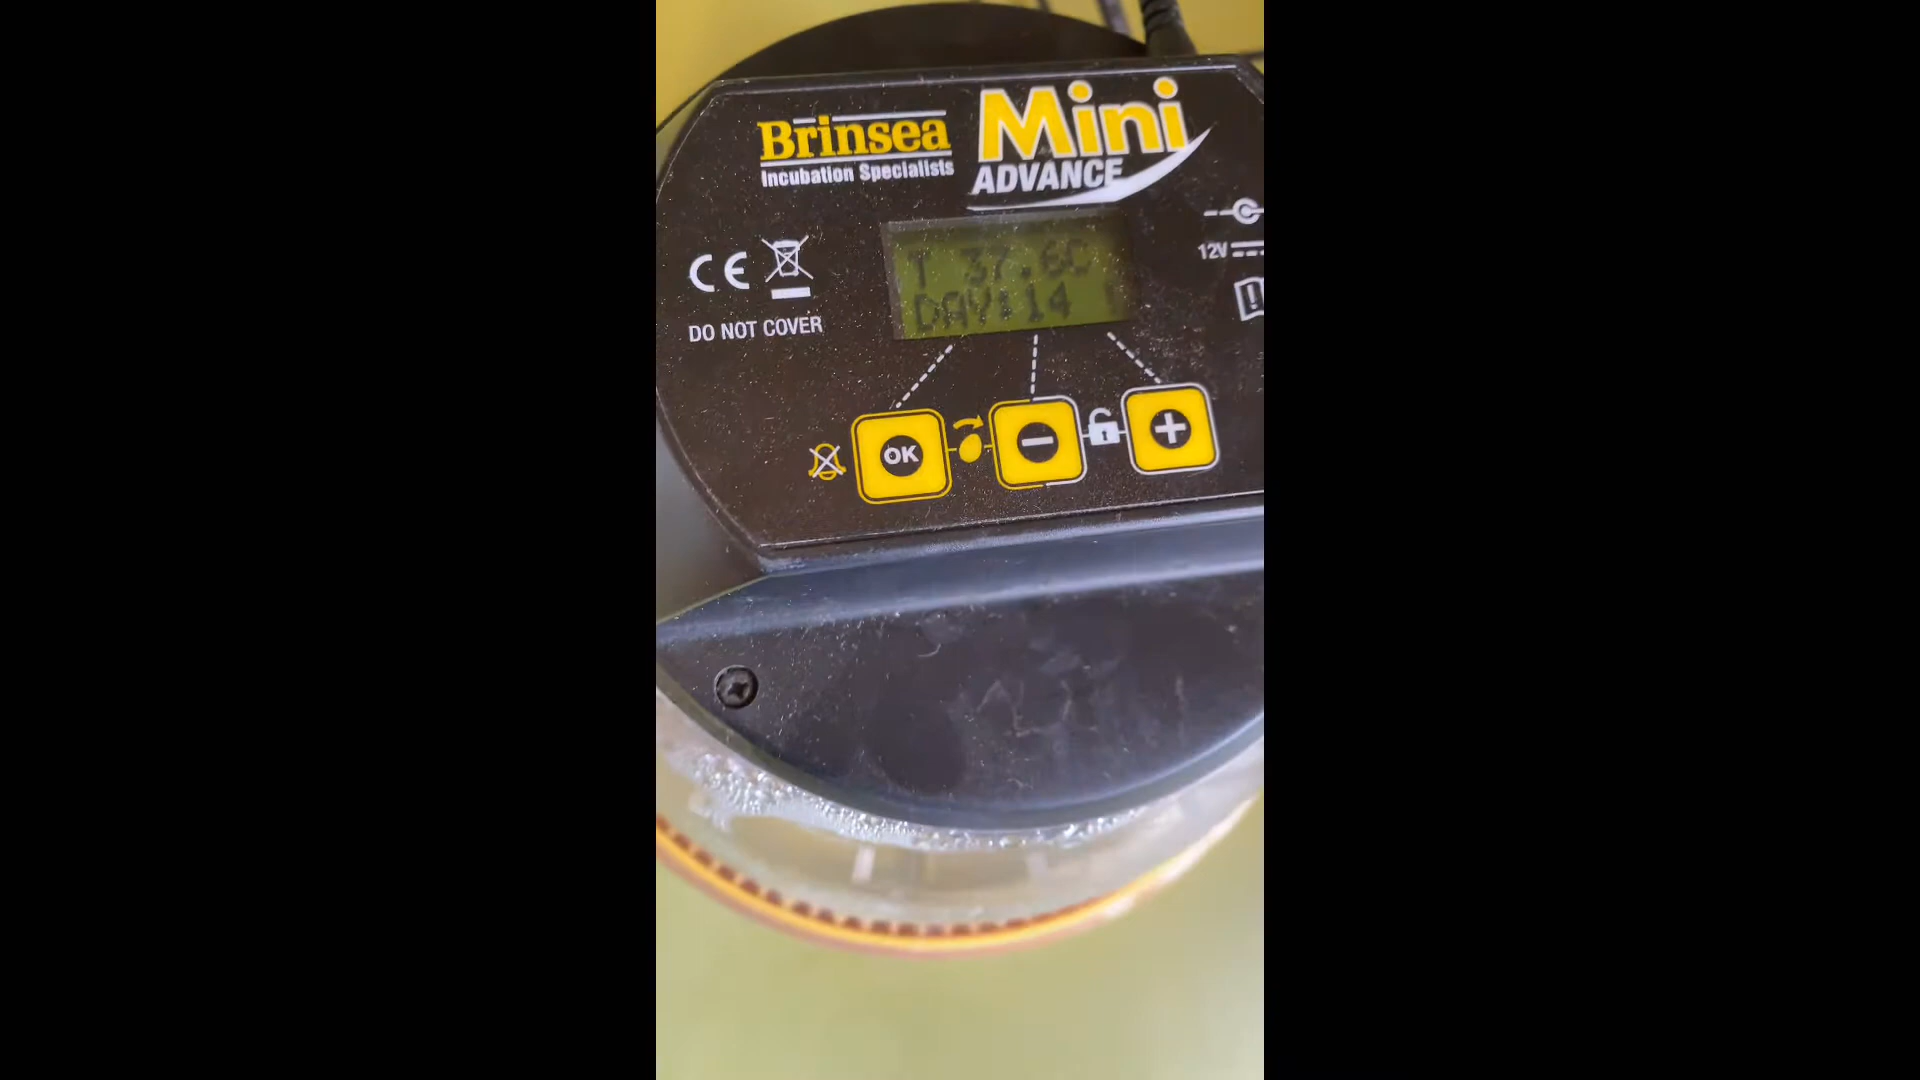 Brinsea
Incubation Specialists
Mini
ADVANCE
12V
CE
DO NOT COVER
T 37.6C
DAY:14
OK